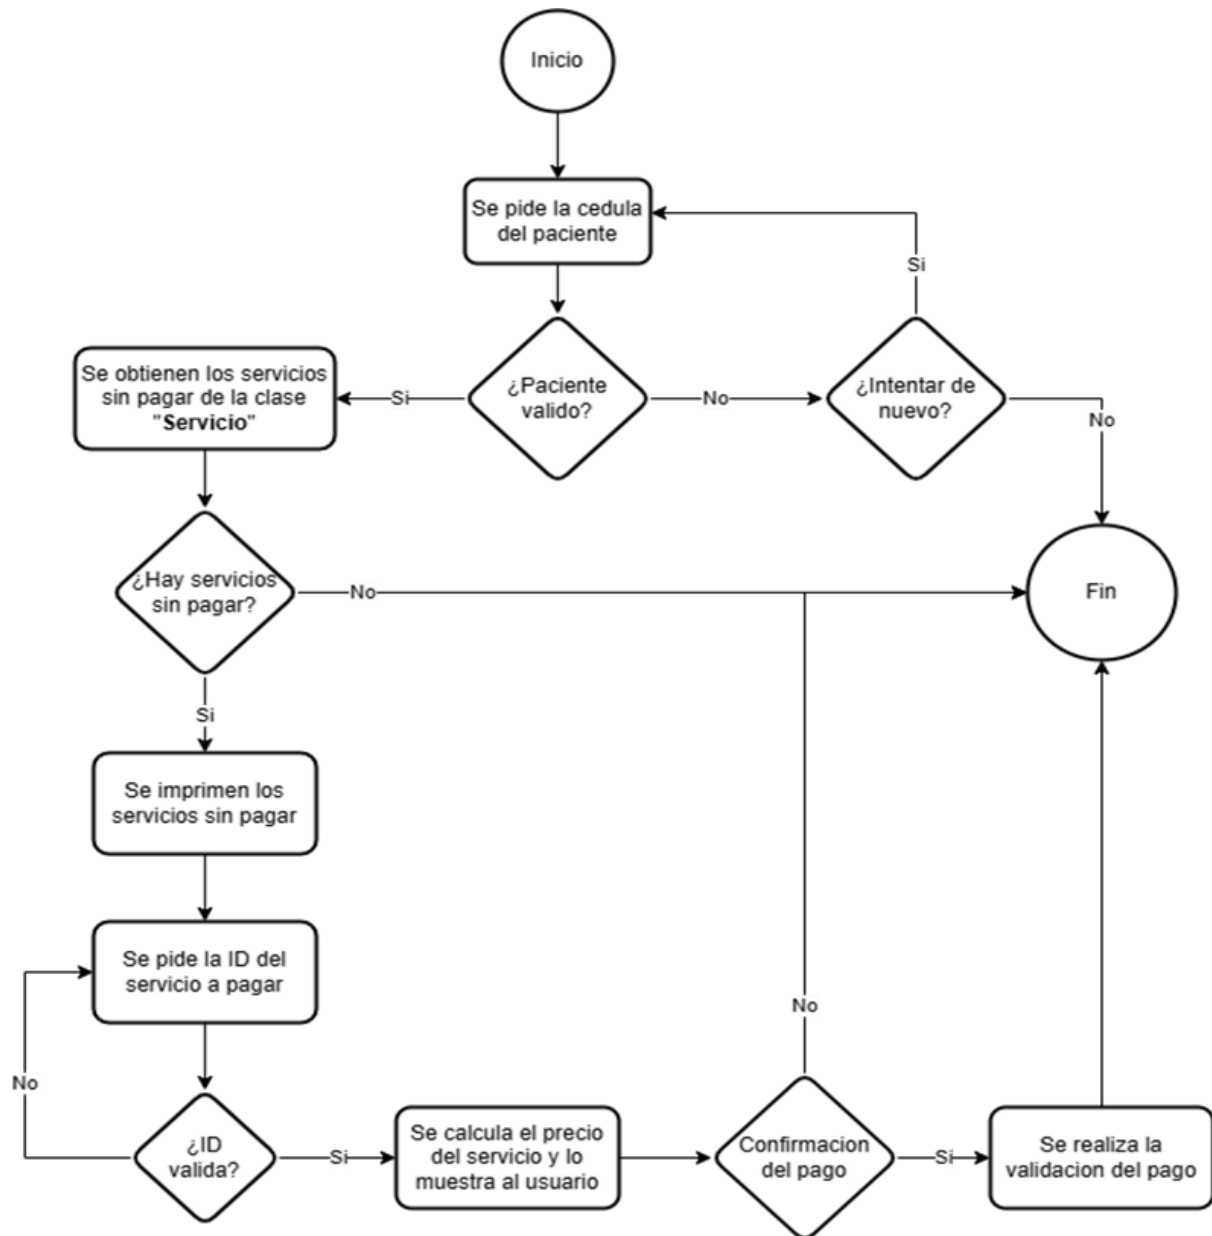 Inicio
Se pide la cedula
del paciente
Si
¿Paciente
valido?
¿Intentar de
nuevo?
Se obtienen los servicios
sin pagar de la clase
"Servicio"
Si
No
No
¿Hay servicios
sin pagar?
No
Fin
Si
Se imprimen los
servicios sin pagar
Se pide la ID del
servicio a pagar
No
No
¿ID
valida?
Si
Se calcula el precio
del servicio y lo
muestra al usuario
Confirmacion
del pago
Si
Se realiza la
validacion del pago